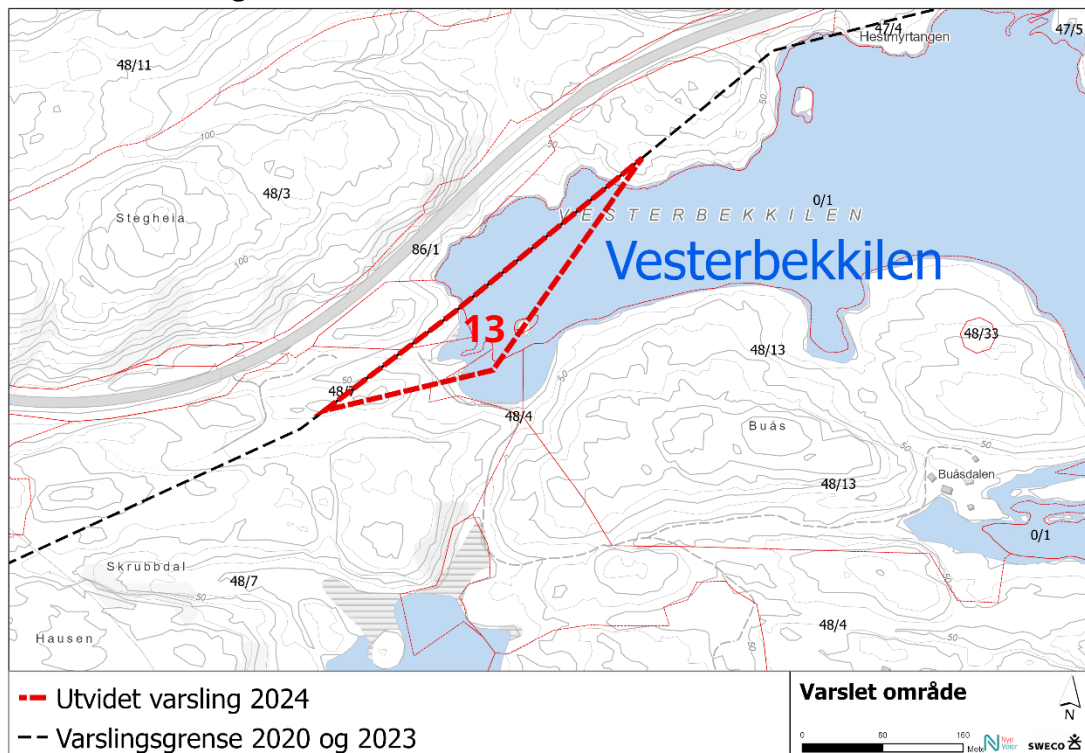 48/11
47/4
Hestmyrtangen
47/5
50
100
50
48/3
0/1
VESTERBEKKILEN
Stegheia
86/1
Vesterbekkilen
100
13
48/33
48/13
50
50
48/7
48/4
Buås
50
50
Buåsdalen
48/13
0/1
Skrubbdal
48/7
50
Hausen
48/4
50
Utvidet varsling 2024
Varslingsgrense 2020 og 2023
Varslet område
N
0 80 160
Meter
Nye Veier
SWECO